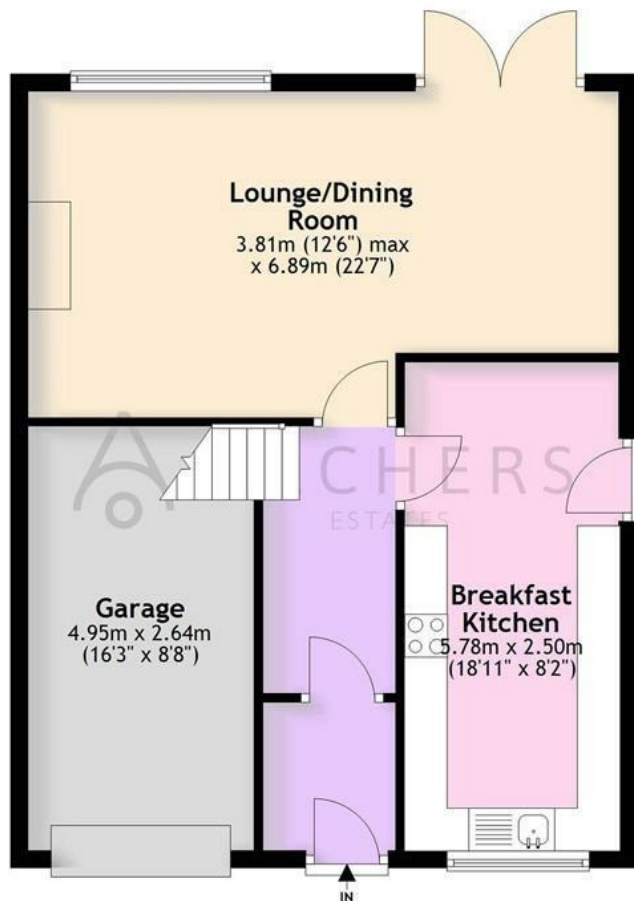 Lounge/Dining
Room
3.81m (12'6") max
x 6.89m (22'7")
CHERS
ESTATES
Garage
4.95m x 2.64m
(16'3" x 8'8")
Breakfast
Kitchen
5.78m x 2.50m
(18'11" x 8'2")
IN